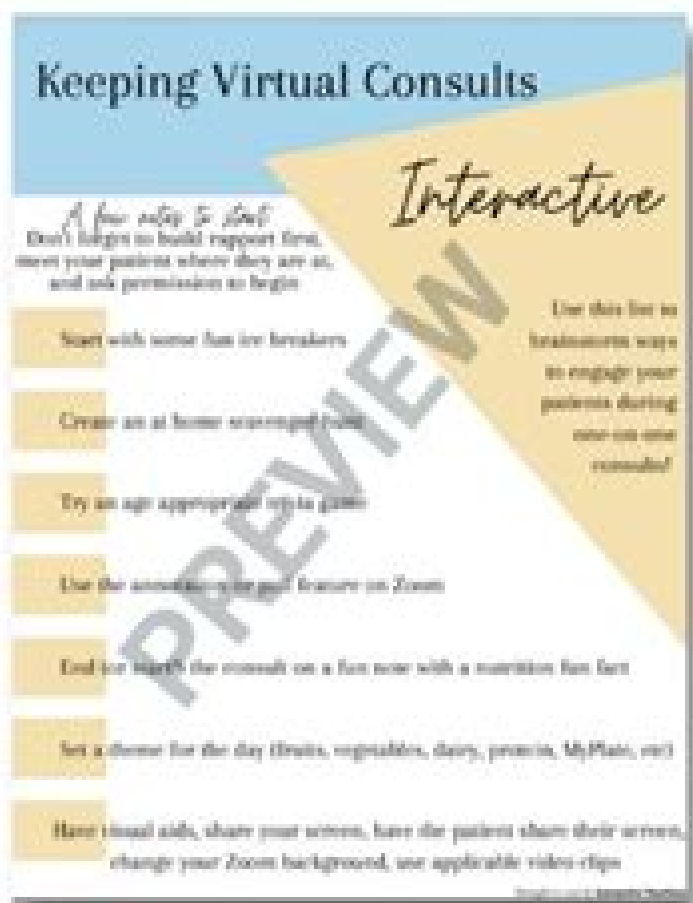 Keeping Virtual Consults
Interactive
A few notes to start
Don't forget to build rapport first,
meet your patient where they are at,
and ask permission to begin
Use this list to
brainstorm ways
to engage your
patients during
one-on-one
consults!
Start with some fun ice breakers
Create an at home scavenger hunt
Try an age appropriate trivia game
Use the annotation or poll feature on Zoom
End (or start) the consult on a fun note with a nutrition fun fact
Set a theme for the day (fruits, vegetables, dairy, protein, MyPlate, etc)
Have visual aids, share your screen, have the patient share their screen,
change your Zoom background, use applicable video clips
PREVIEW